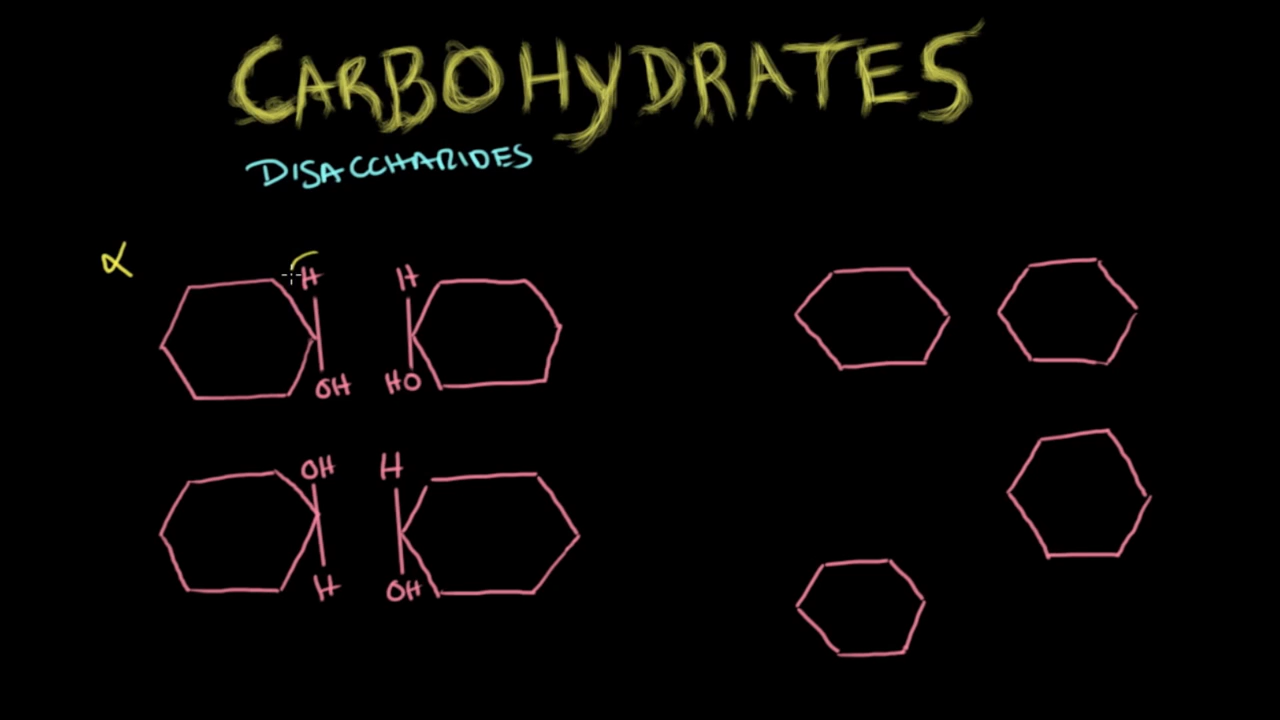 CARBOHYDRATES
DISACCHARIDES
α
H H
OH HO
OH H
H OH